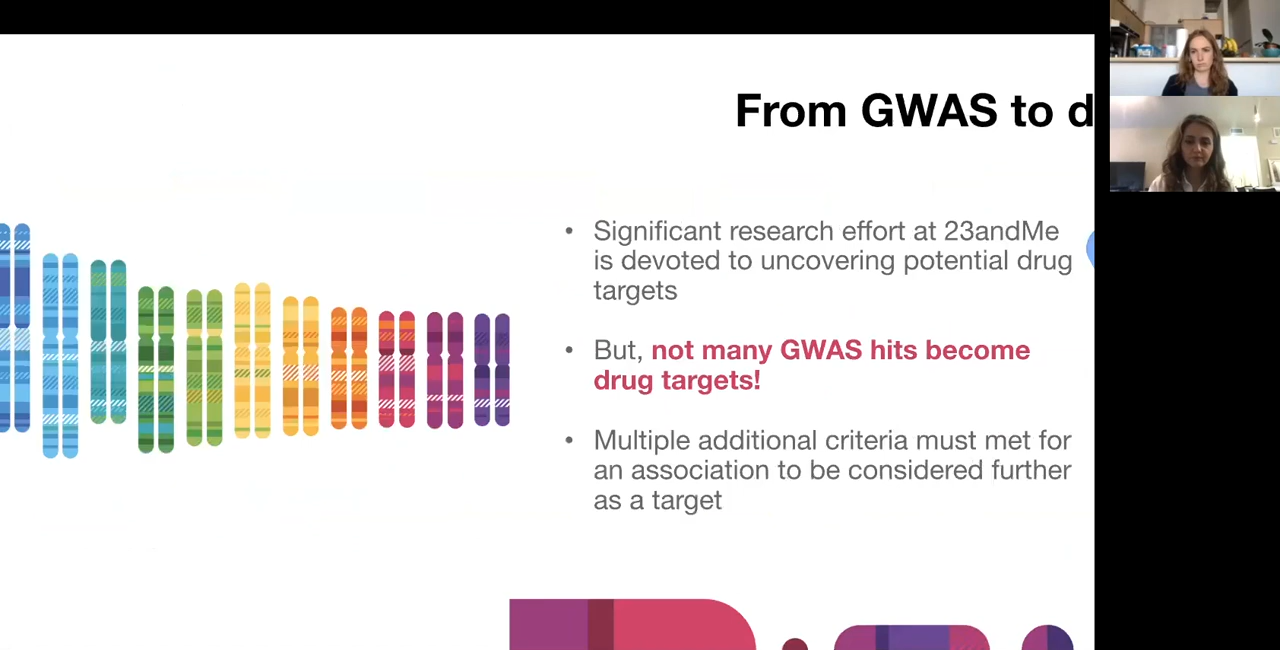 From GWAS to d
• Significant research effort at 23andMe
is devoted to uncovering potential drug
targets
• But, not many GWAS hits become
drug targets!
• Multiple additional criteria must met for
an association to be considered further
as a target